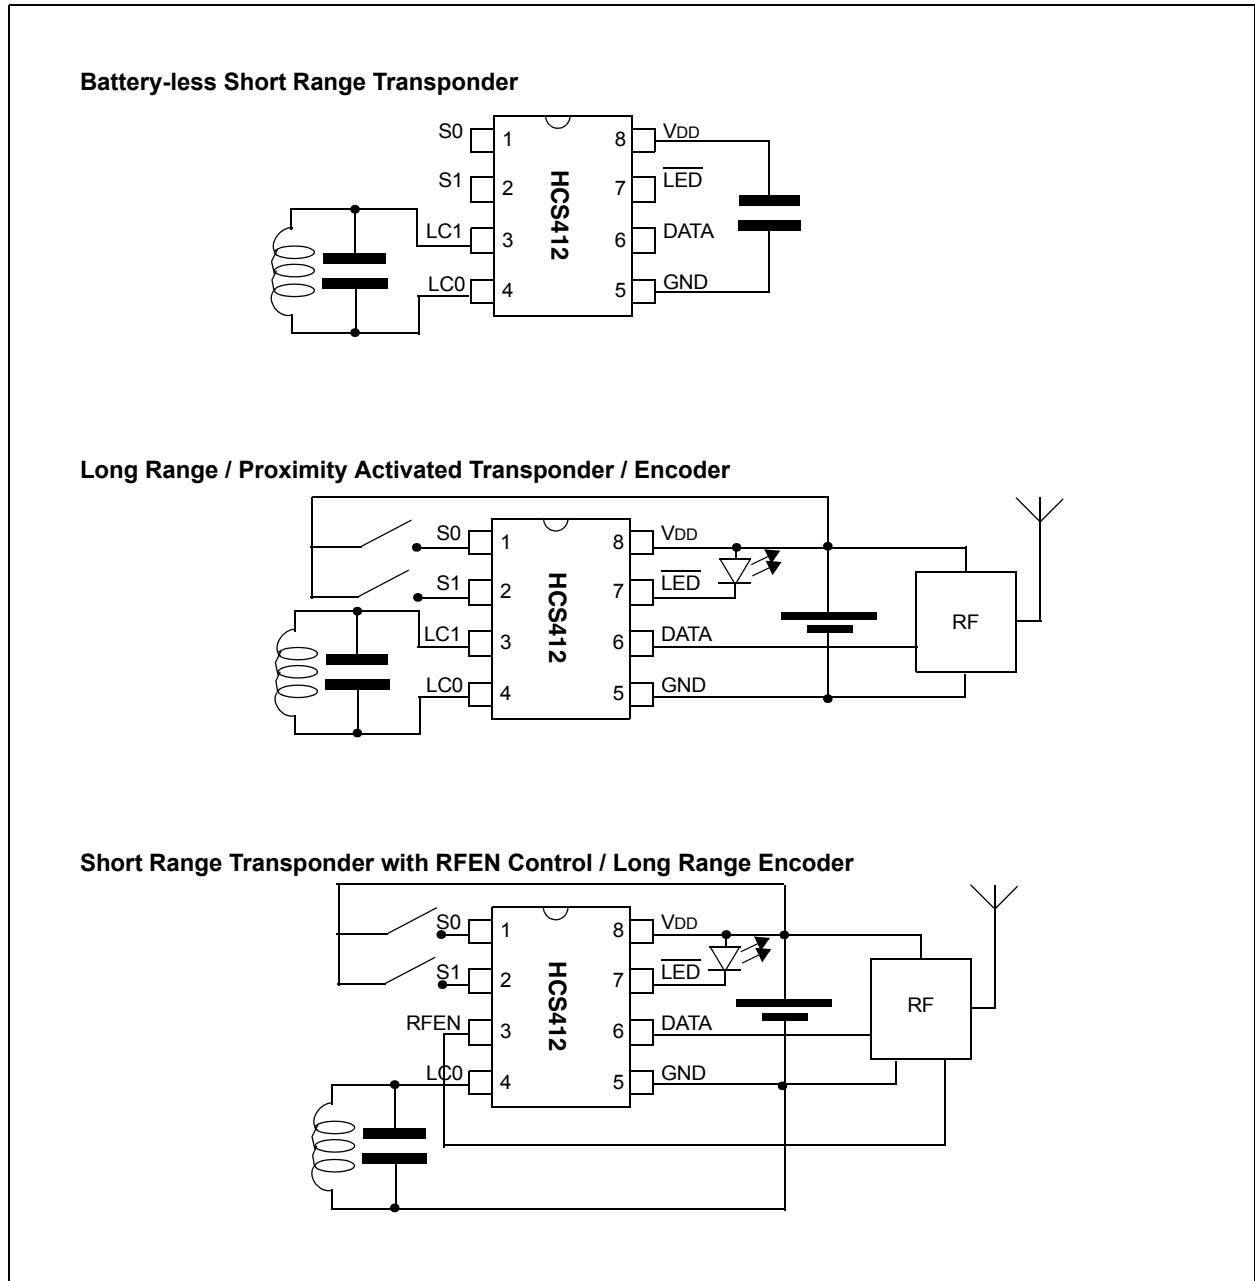 Battery-less Short Range Transponder
S0 1 8 VDD
S1 2 7 LED
LC1 3 6 DATA
LC0 4 5 GND
HCS412
Long Range / Proximity Activated Transponder / Encoder
S0 1 8 VDD
S1 2 7 LED
LC1 3 6 DATA
LC0 4 5 GND
HCS412
RF
Short Range Transponder with RFEN Control / Long Range Encoder
S0 1 8 VDD
S1 2 7 LED
RFEN 3 6 DATA
LC0 4 5 GND
HCS412
RF